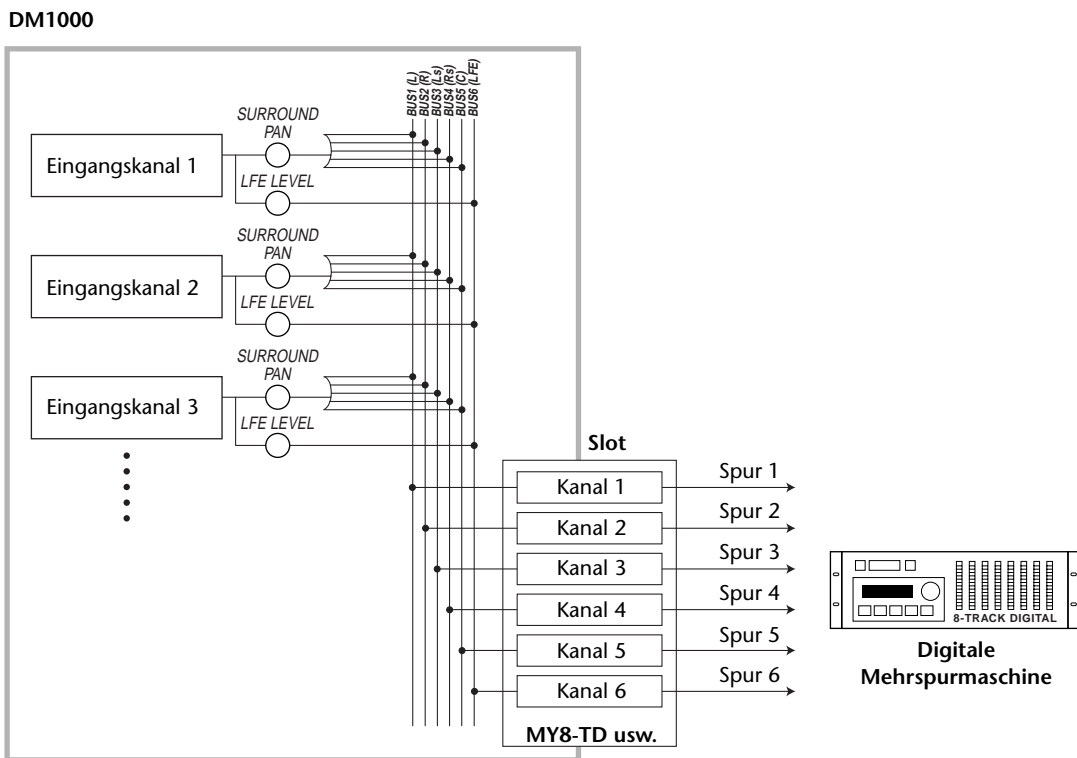 DM1000
BUS1 (L)
BUS2 (R)
BUS3 (Ls)
BUS4 (Rs)
BUS5 (C)
BUS6 (LFE)
SURROUND
PAN
Eingangskanal 1
LFE LEVEL
SURROUND
PAN
Eingangskanal 2
LFE LEVEL
SURROUND
PAN
Eingangskanal 3
LFE LEVEL
Slot
Kanal 1
Spur 1
Kanal 2
Spur 2
Kanal 3
Spur 3
Kanal 4
Spur 4
Kanal 5
Spur 5
Kanal 6
Spur 6
MY8-TD usw.
8-TRACK DIGITAL
Digitale
Mehrspurmaschine